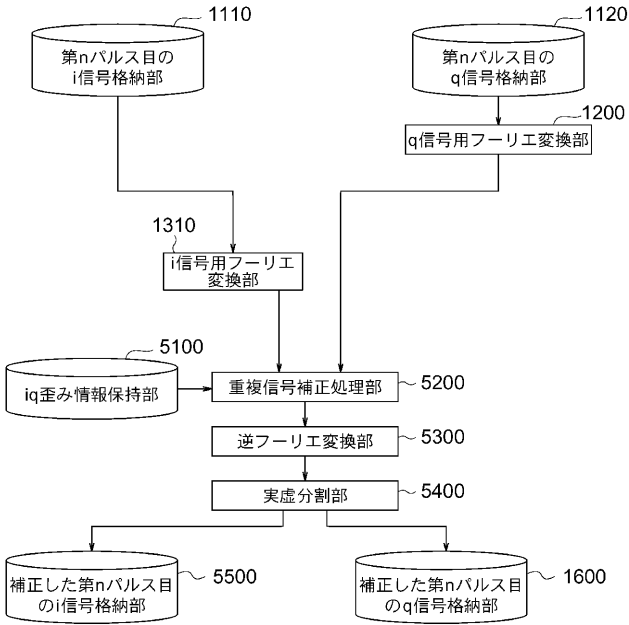 1110
第nパルス目の
i信号格納部
1120
第nパルス目の
q信号格納部
1200
q信号用フーリエ変換部
1310
i信号用フーリエ
変換部
5100
iq歪み情報保持部
重複信号補正処理部
5200
逆フーリエ変換部
5300
実虚分割部
5400
補正した第nパルス目
のi信号格納部
5500
補正した第nパルス目
のq信号格納部
1600